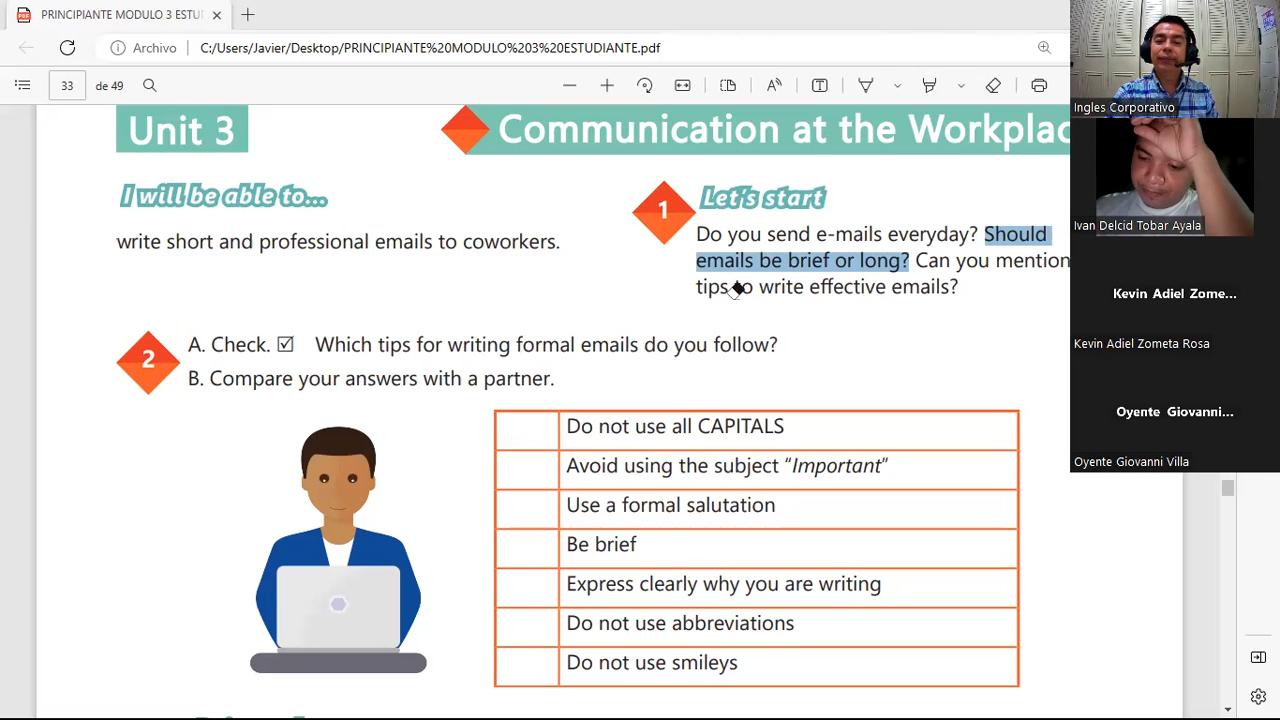 PRINCIPIANTE MODULO 3 ESTU
Archivo
C:/Users/Javier/Desktop/PRINCIPIANTE%20MODULO%203%20ESTUDIANTE.pdf
33 de 49
Unit 3
Communication at the Workplac
I will be able to...
write short and professional emails to coworkers.
1
Let's start
Do you send e-mails everyday? Should
emails be brief or long? Can you mention
tips to write effective emails?
2
A. Check. ☑ Which tips for writing formal emails do you follow?
B. Compare your answers with a partner.
Do not use all CAPITALS
Avoid using the subject “Important”
Use a formal salutation
Be brief
Express clearly why you are writing
Do not use abbreviations
Do not use smileys
Ingles Corporativo
Ivan Delcid Tobar Ayala
Kevin Adiel Zome...
Kevin Adiel Zometa Rosa
Oyente Giovanni...
Oyente Giovanni Villa